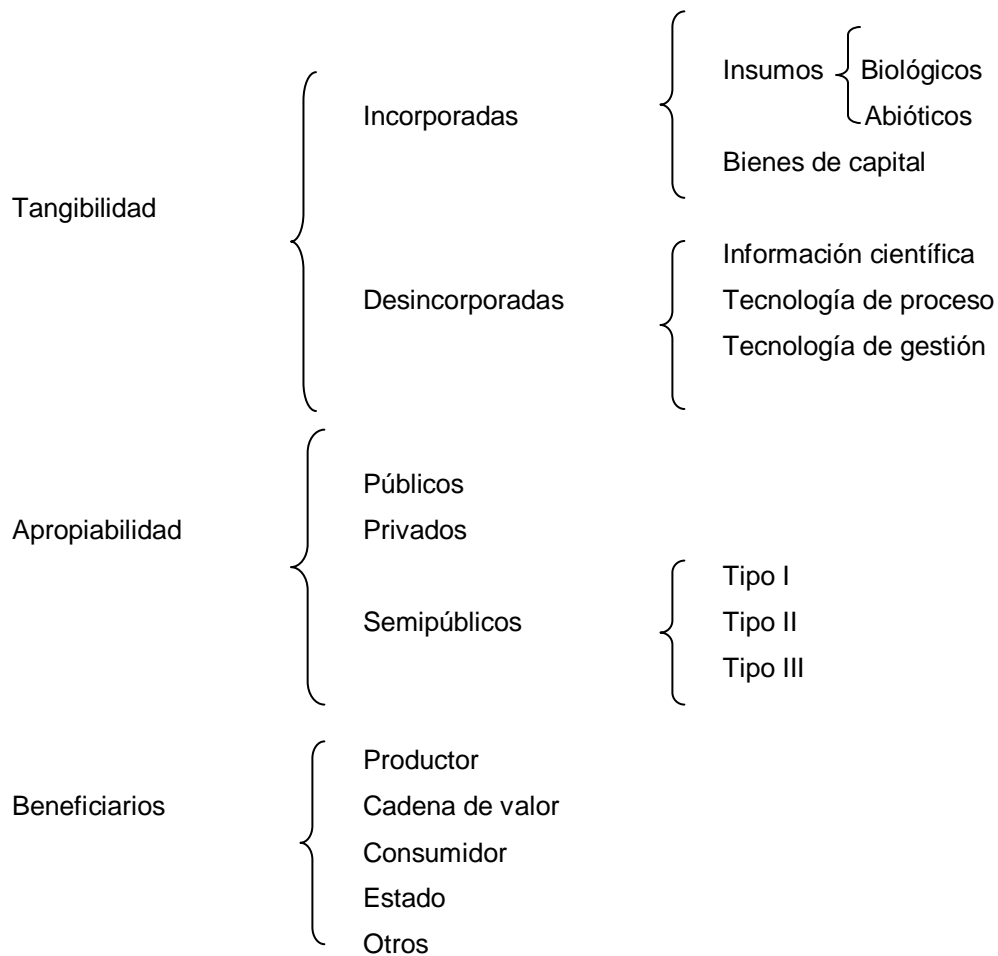 Tangibilidad
Incorporadas
Insumos
Biológicos
Abióticos
Bienes de capital
Desincorporadas
Información científica
Tecnología de proceso
Tecnología de gestión
Apropiabilidad
Públicos
Privados
Semipúblicos
Tipo I
Tipo II
Tipo III
Beneficiarios
Productor
Cadena de valor
Consumidor
Estado
Otros